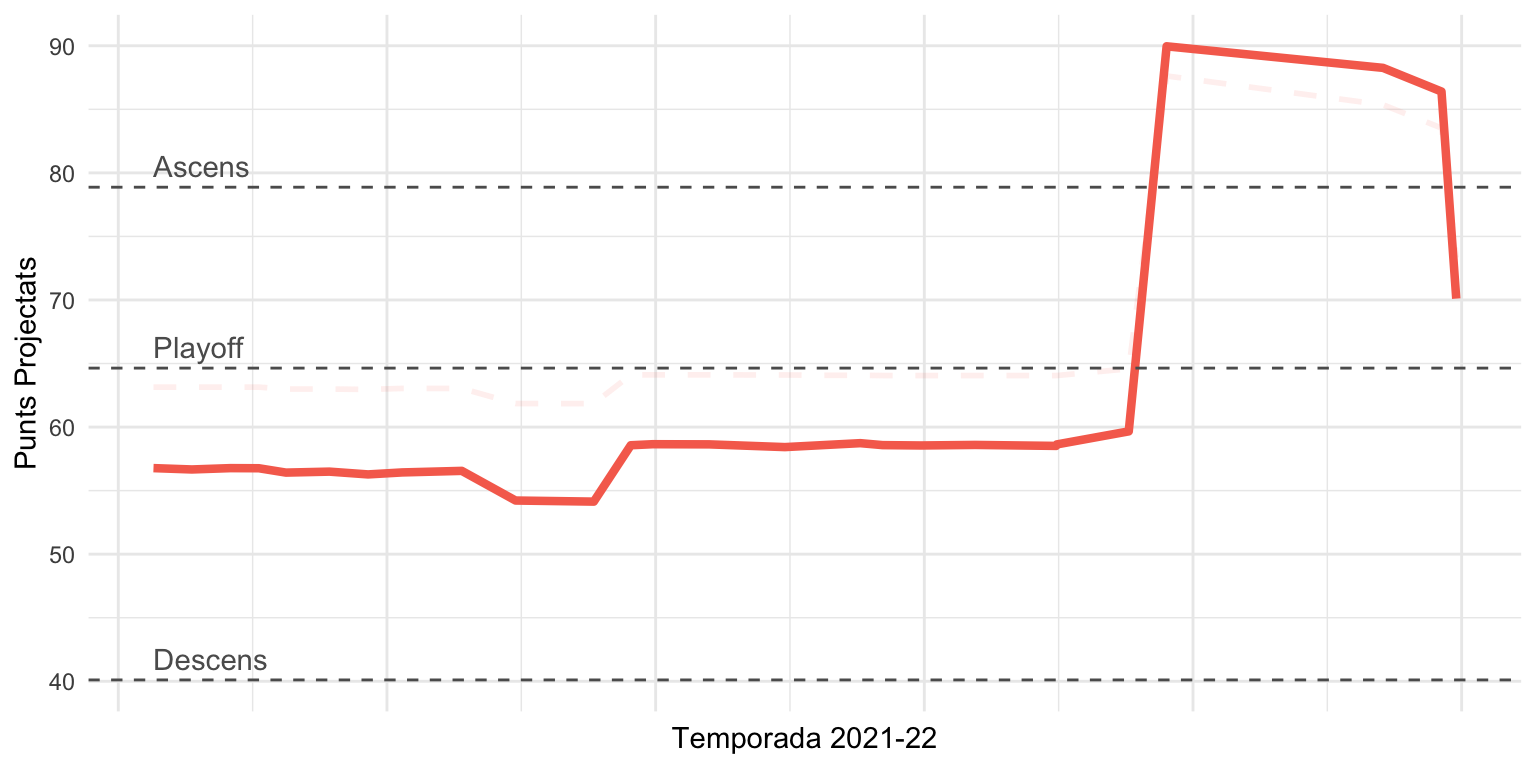 90
Ascens
80
70
Playoff
60
50
Descens
40
Punts Projectats
Temporada 2021-22